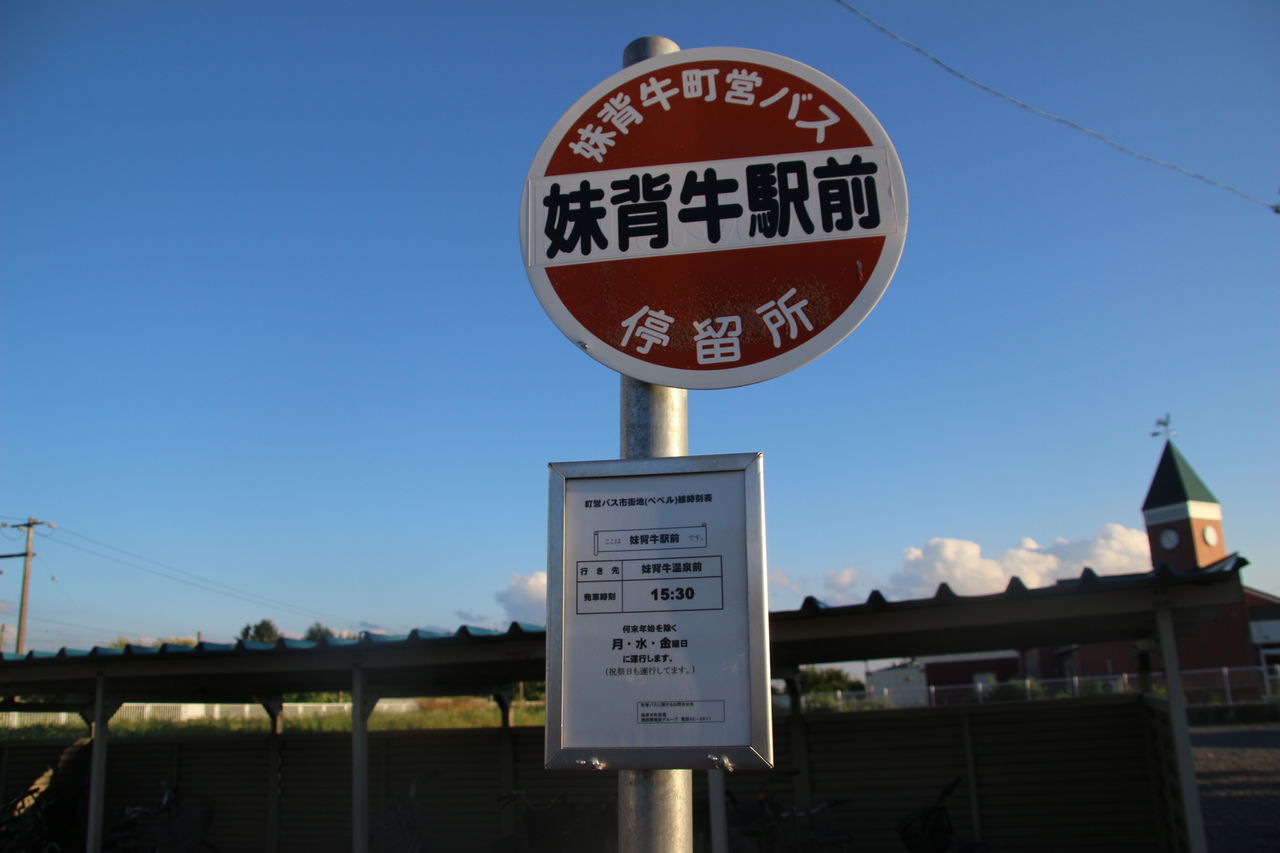 妹背牛町営バス
妹背牛駅前
停留所
町営バス市街地(ペペル)線時刻表
ここは 妹背牛駅前 です。
行き先 妹背牛温泉前
発車時刻 15:30
何末年始を除く
月・水・金曜日
に運行します。
(祝祭日も運行してます。)